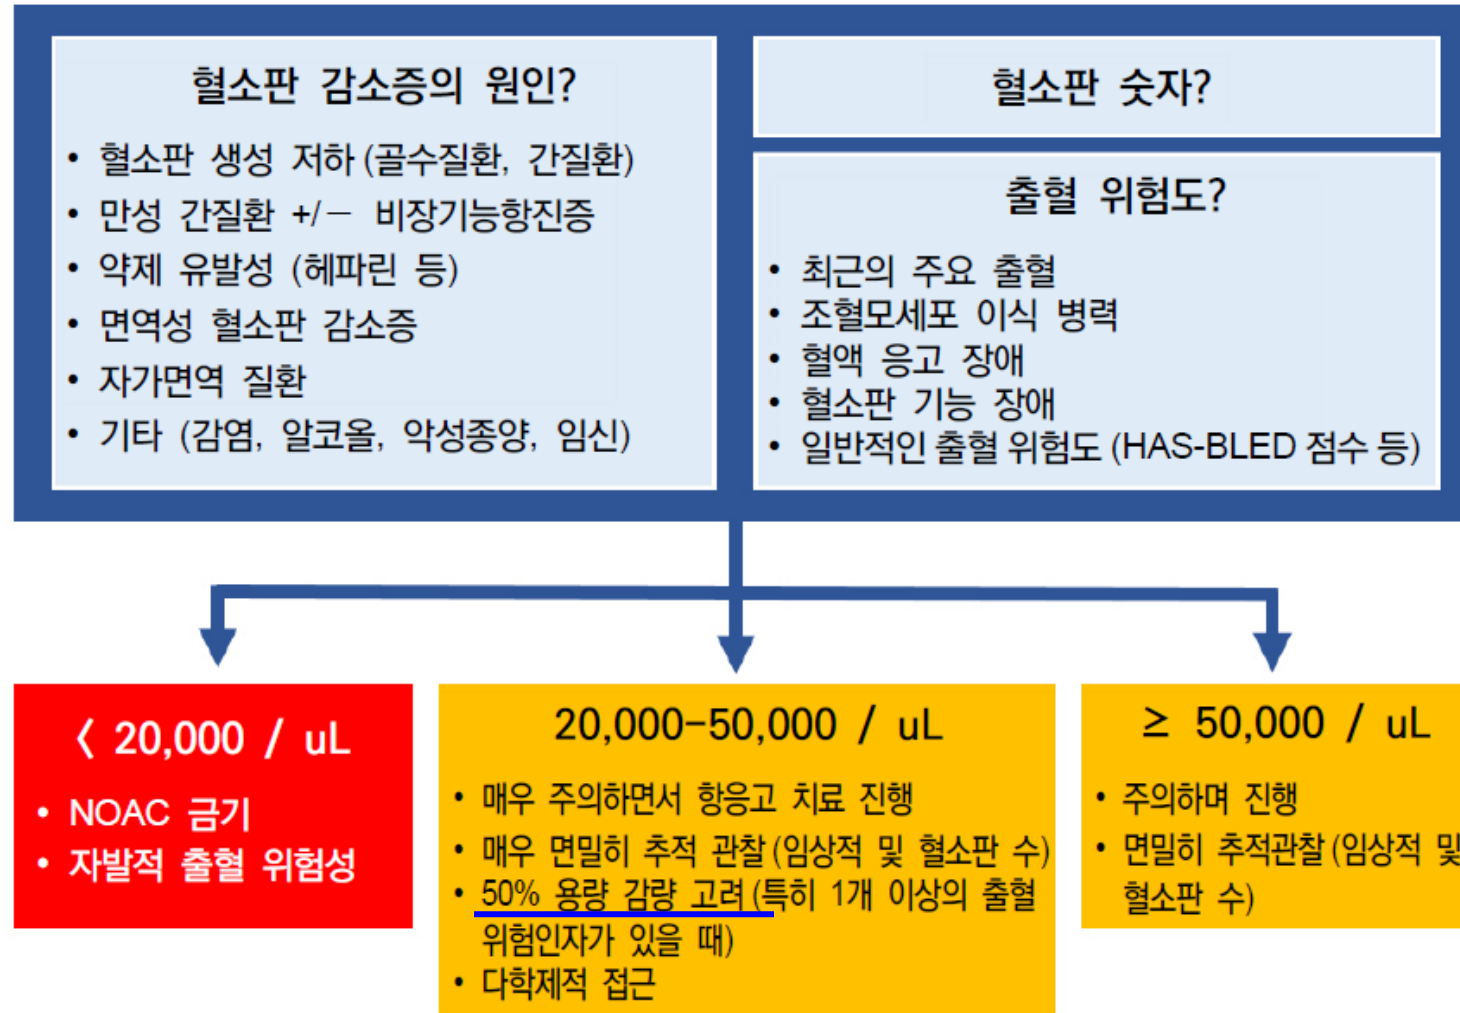 혈소판 감소증의 원인?
• 혈소판 생성 저하 (골수질환, 간질환)
• 만성 간질환 +/− 비장기능항진증
• 약제 유발성 (헤파린 등)
• 면역성 혈소판 감소증
• 자가면역 질환
• 기타 (감염, 알코올, 악성종양, 임신)
혈소판 숫자?
출혈 위험도?
• 최근의 주요 출혈
• 조혈모세포 이식 병력
• 혈액 응고 장애
• 혈소판 기능 장애
• 일반적인 출혈 위험도 (HAS-BLED 점수 등)
< 20,000 / uL
• NOAC 금기
• 자발적 출혈 위험성
20,000-50,000 / uL
• 매우 주의하면서 항응고 치료 진행
• 매우 면밀히 추적 관찰 (임상적 및 혈소판 수)
• 50% 용량 감량 고려 (특히 1개 이상의 출혈
위험인자가 있을 때)
• 다학제적 접근
≥ 50,000 / uL
• 주의하며 진행
• 면밀히 추적관찰 (임상적 및
혈소판 수)